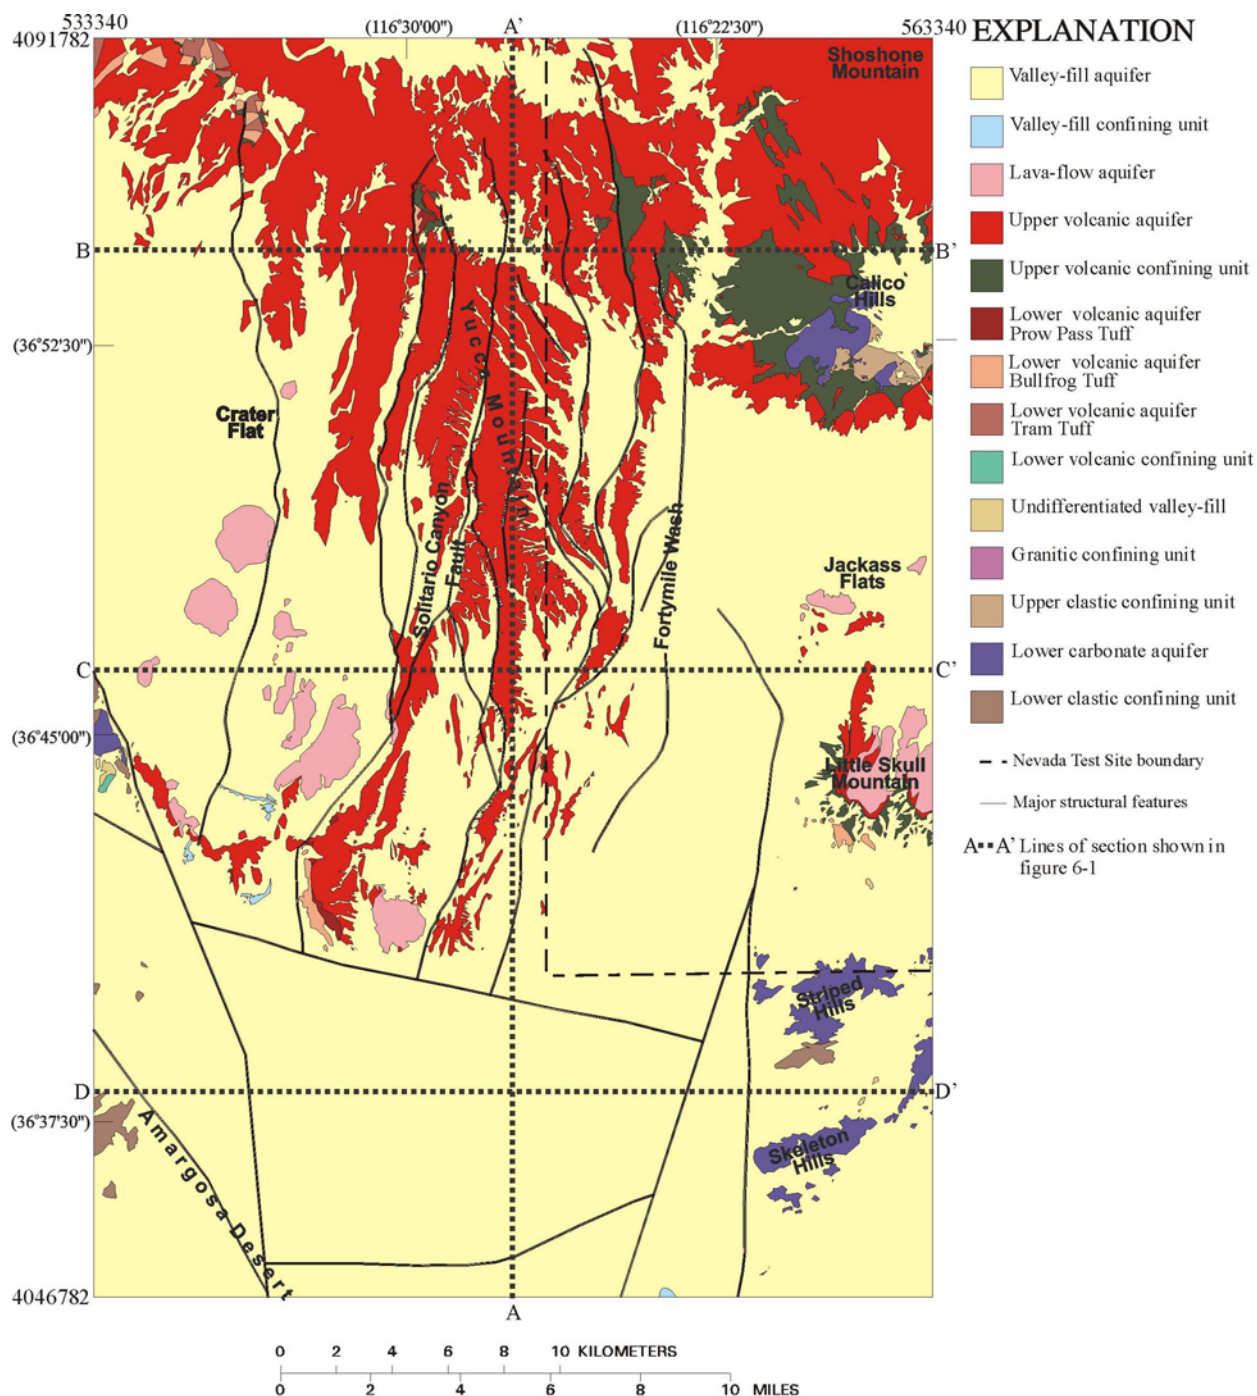 533340
(116°30'00")
A'
(116°22'30")
563340
4091782
Shoshone
Mountain
B
B'
Calico
Hills
Yucca Mountain
(36°52'30")
Crater
Flat
Solitario Canyon
Fault
Fortymile Wash
Jackass
Flats
C
C'
(36°45'00")
Little Skull
Mountain
Striped
Hills
D
D'
(36°37'30")
Skeleton
Hills
Amargosa Desert
4046782
A
0 2 4 6 8 10 KILOMETERS
0 2 4 6 8 10 MILES
EXPLANATION
Valley-fill aquifer
Valley-fill confining unit
Lava-flow aquifer
Upper volcanic aquifer
Upper volcanic confining unit
Lower volcanic aquifer
Prow Pass Tuff
Lower volcanic aquifer
Bullfrog Tuff
Lower volcanic aquifer
Tram Tuff
Lower volcanic confining unit
Undifferentiated valley-fill
Granitic confining unit
Upper clastic confining unit
Lower carbonate aquifer
Lower clastic confining unit
Nevada Test Site boundary
Major structural features
A A' Lines of section shown in
figure 6-1